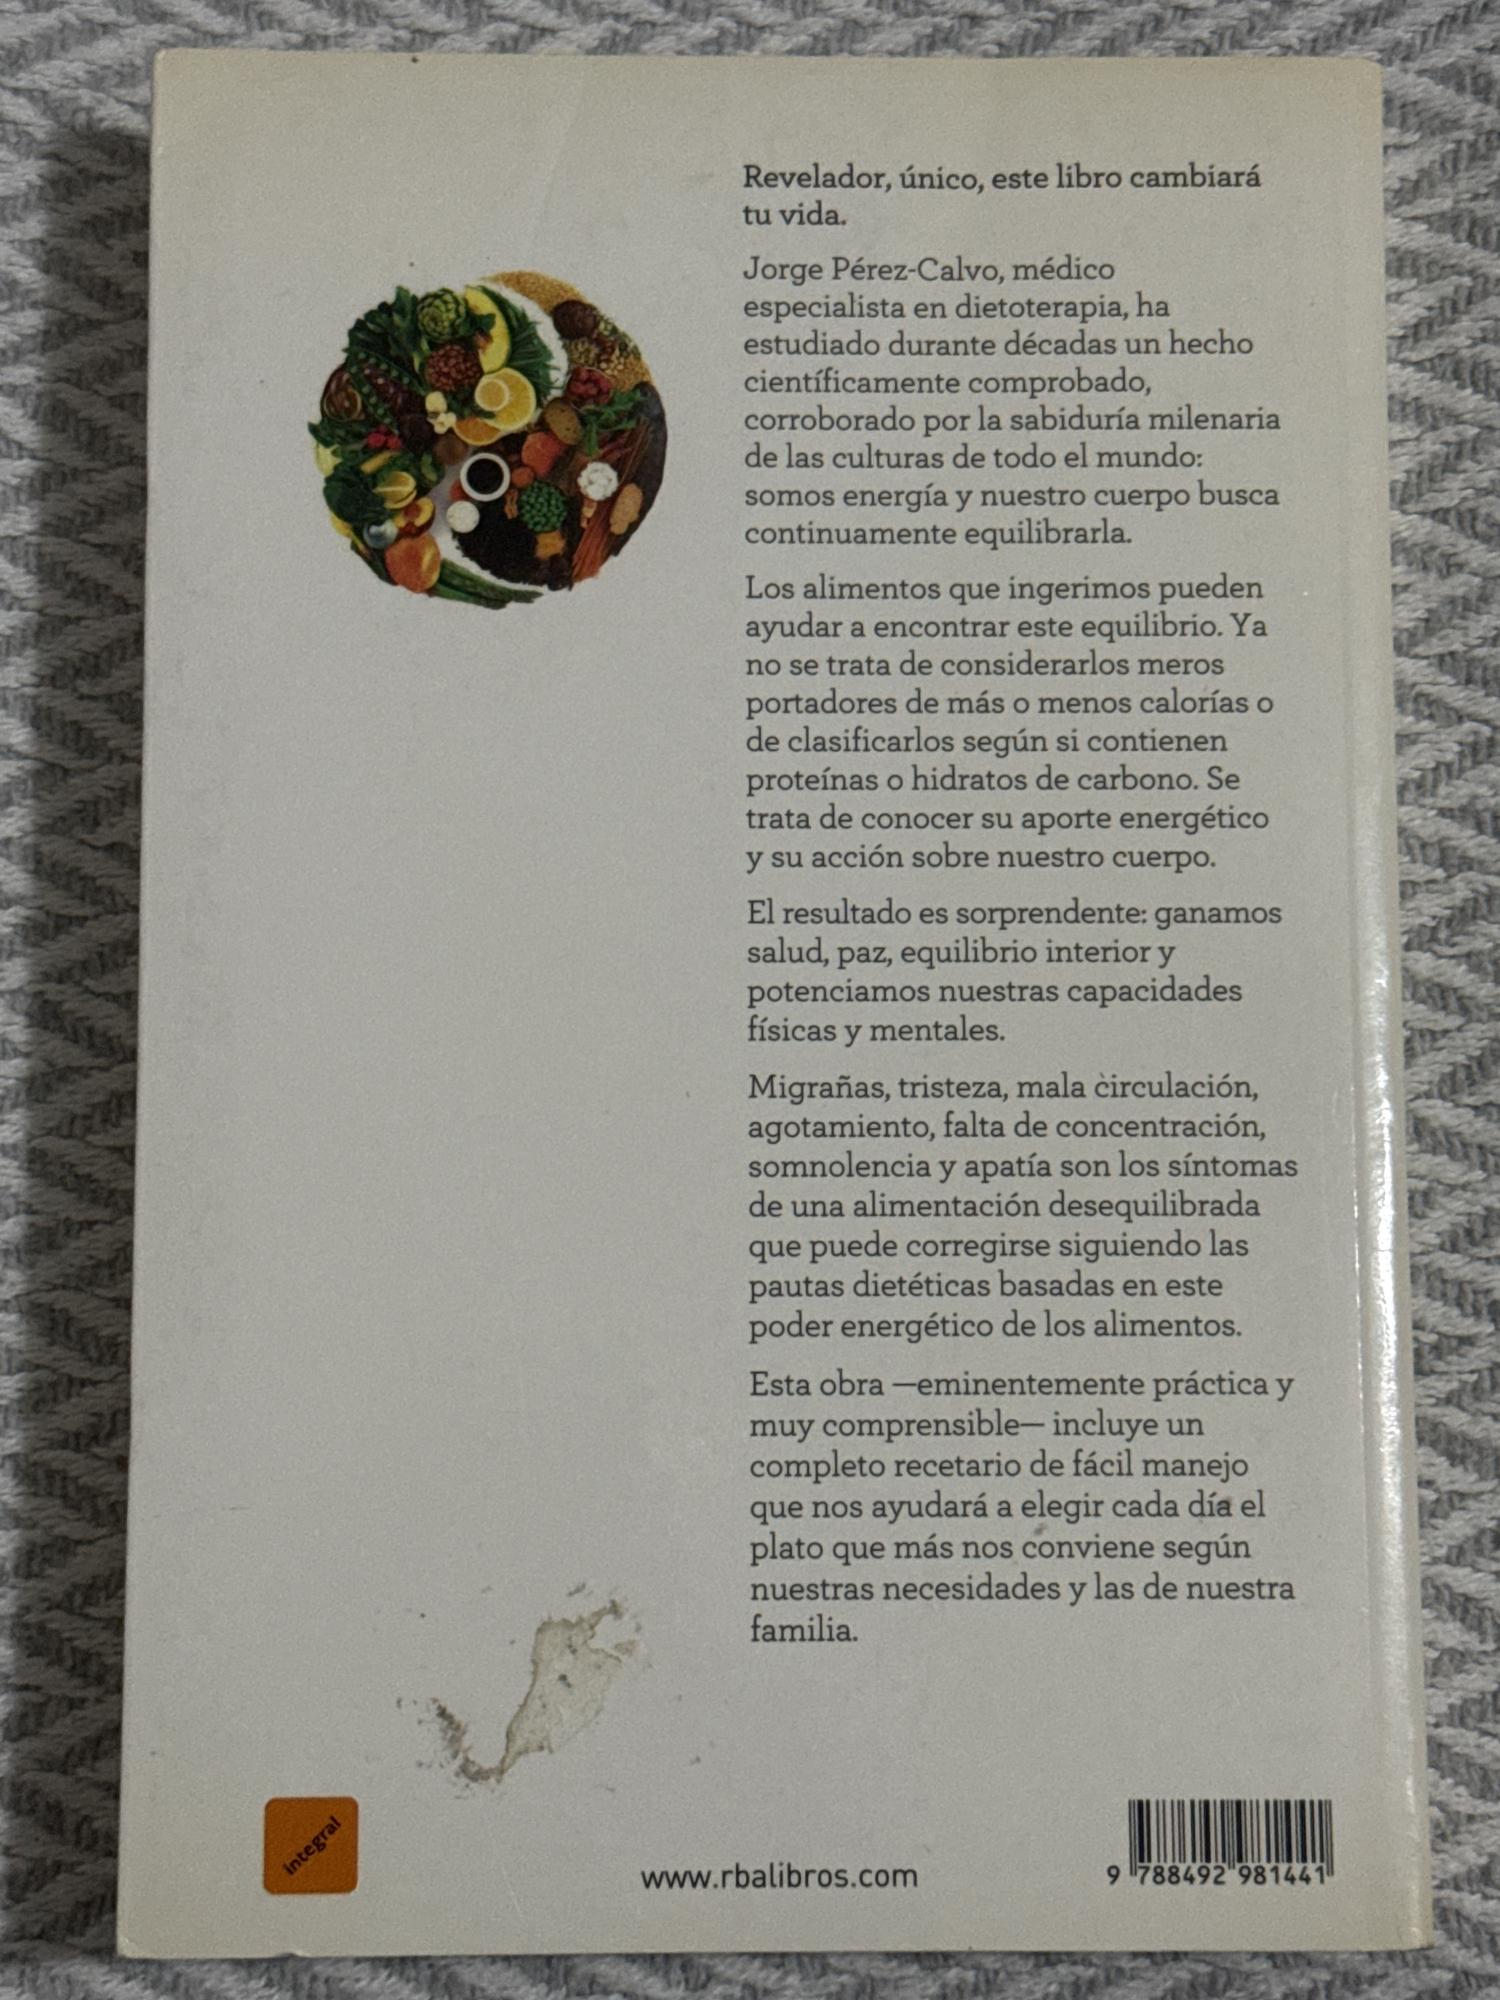 Revelador, único, este libro cambiará
tu vida.
Jorge Pérez-Calvo, médico
especialista en dietoterapia, ha
estudiado durante décadas un hecho
científicamente comprobado,
corroborado por la sabiduría milenaria
de las culturas de todo el mundo:
somos energía y nuestro cuerpo busca
continuamente equilibrarla.
Los alimentos que ingerimos pueden
ayudar a encontrar este equilibrio. Ya
no se trata de considerarlos meros
portadores de más o menos calorías o
de clasificarlos según si contienen
proteínas o hidratos de carbono. Se
trata de conocer su aporte energético
y su acción sobre nuestro cuerpo.
El resultado es sorprendente: ganamos
salud, paz, equilibrio interior y
potenciamos nuestras capacidades
físicas y mentales.
Migrañas, tristeza, mala circulación,
agotamiento, falta de concentración,
somnolencia y apatía son los síntomas
de una alimentación desequilibrada
que puede corregirse siguiendo las
pautas dietéticas basadas en este
poder energético de los alimentos.
Esta obra —eminentemente práctica y
muy comprensible— incluye un
completo recetario de fácil manejo
que nos ayudará a elegir cada día el
plato que más nos conviene según
nuestras necesidades y las de nuestra
familia.
integral
www.rbalibros.com
9 788492 981441